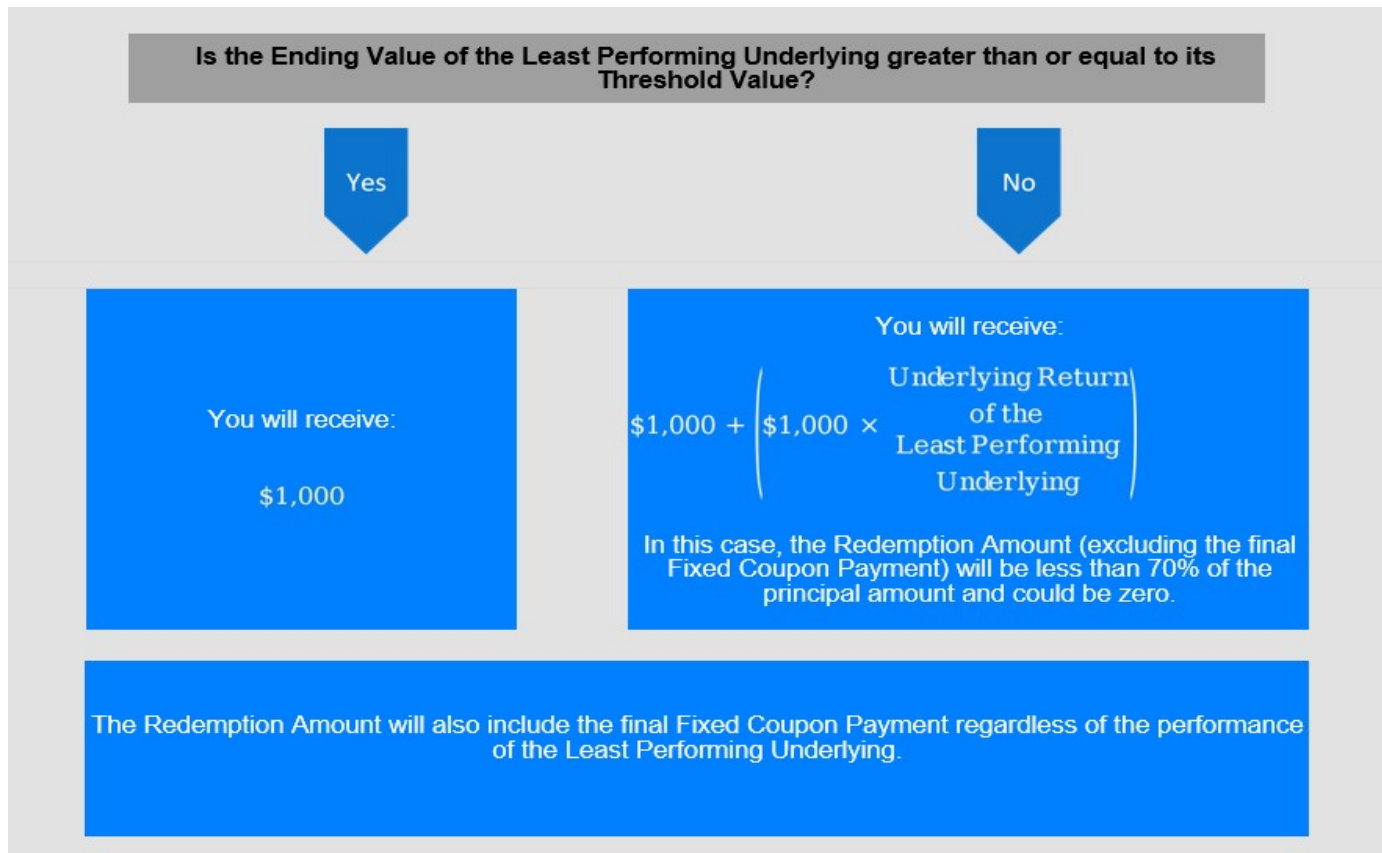 Is the Ending Value of the Least Performing Underlying greater than or equal to its
Threshold Value?
Yes
No
You will receive:
$1,000
You will receive:
$1,000 + ($1,000 × Underlying Return
of the
Least Performing
Underlying)
In this case, the Redemption Amount (excluding the final
Fixed Coupon Payment) will be less than 70% of the
principal amount and could be zero.
The Redemption Amount will also include the final Fixed Coupon Payment regardless of the performance
of the Least Performing Underlying.